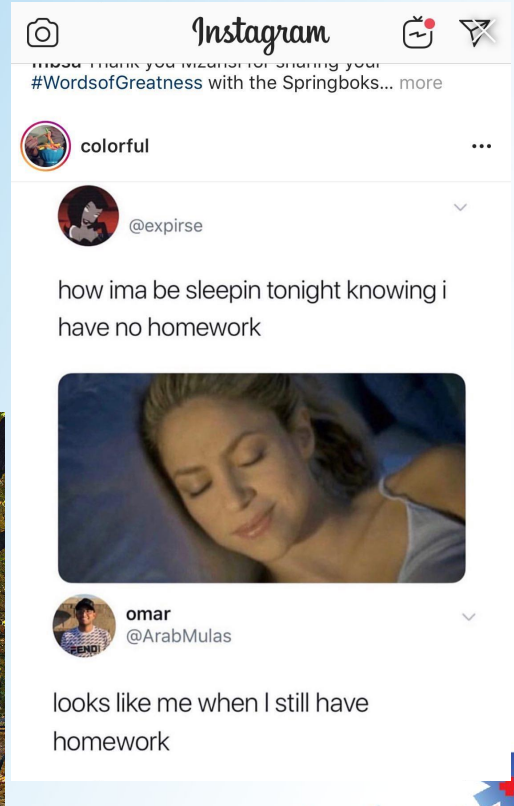 Instagram
#WordsofGreatness with the Springboks... more
colorful
@expirse
how ima be sleepin tonight knowing i
have no homework
FENDI
omar
@ArabMulas
looks like me when I still have
homework